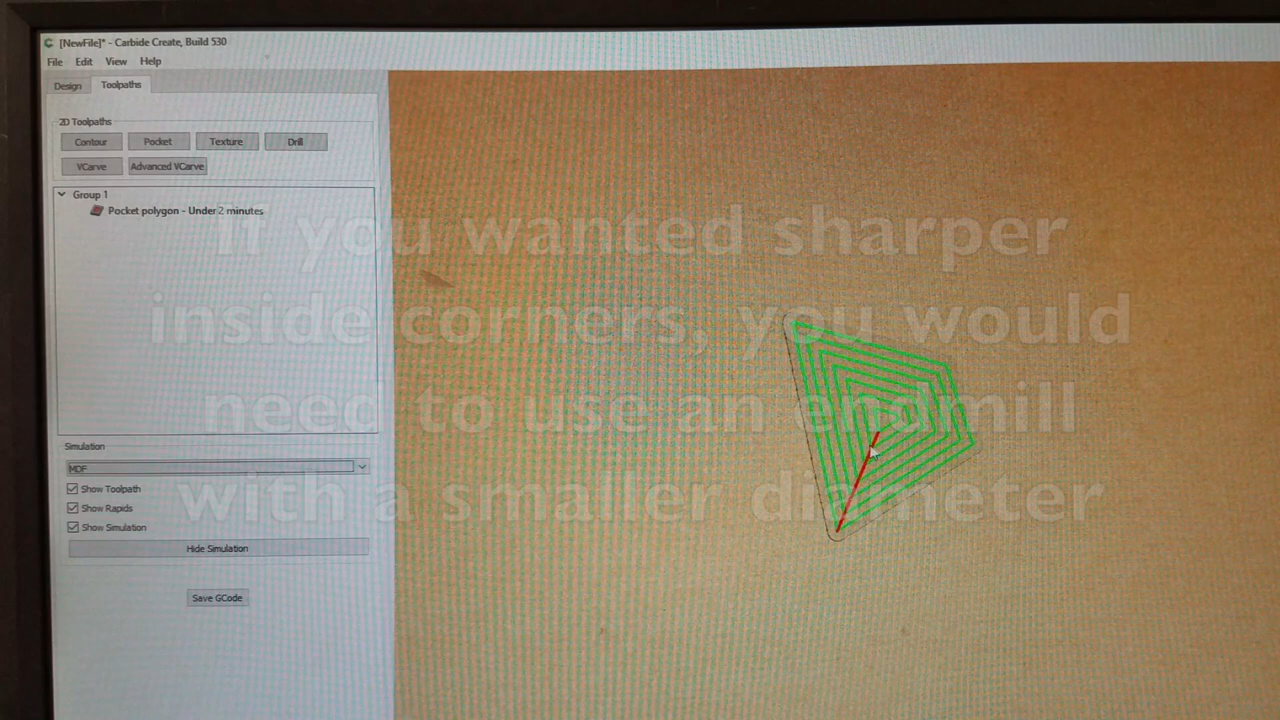 [NewFile]* - Carbide Create, Build 530
File Edit View Help
Design Toolpaths
2D Toolpaths
Contour Pocket Texture Drill
VCarve Advanced VCarve
Group 1
Pocket polygon - Under 2 minutes
If you wanted sharper
inside corners, you would
need to use an endmill
with a smaller diameter
Simulation
MDF
Show Toolpath
Show Rapids
Show Simulation
Hide Simulation
Save GCode